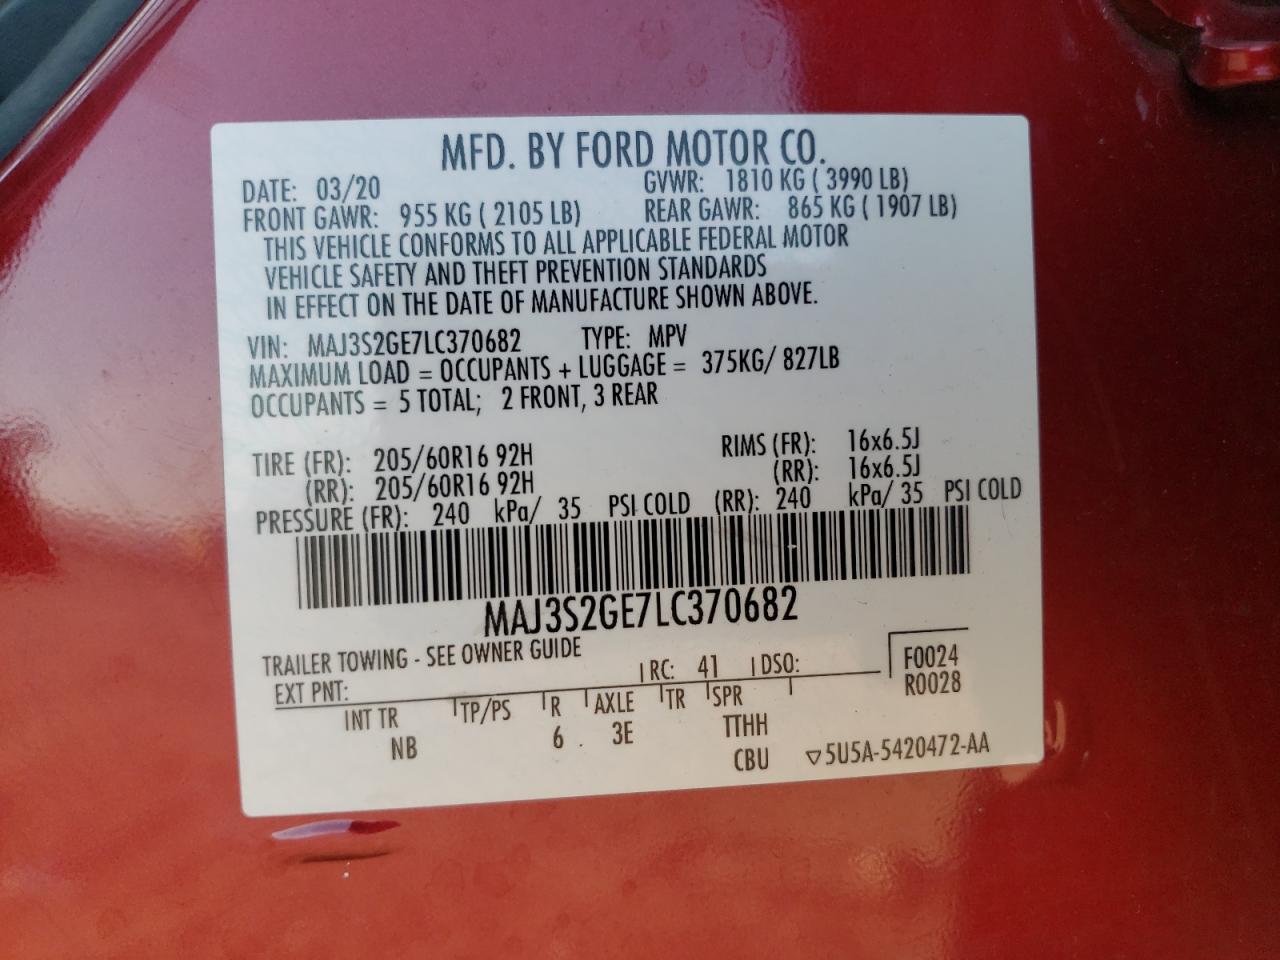 MFD. BY FORD MOTOR CO.
DATE: 03/20 GVWR: 1810 KG ( 3990 LB)
FRONT GAWR: 955 KG ( 2105 LB) REAR GAWR: 865 KG ( 1907 LB)
THIS VEHICLE CONFORMS TO ALL APPLICABLE FEDERAL MOTOR
VEHICLE SAFETY AND THEFT PREVENTION STANDARDS
IN EFFECT ON THE DATE OF MANUFACTURE SHOWN ABOVE.
VIN: MAJ3S2GE7LC370682 TYPE: MPV
MAXIMUM LOAD = OCCUPANTS + LUGGAGE = 375KG/ 827LB
OCCUPANTS = 5 TOTAL; 2 FRONT, 3 REAR
TIRE (FR): 205/60R16 92H RIMS (FR): 16x6.5J
(RR): 205/60R16 92H (RR): 16x6.5J
PRESSURE (FR): 240 kPa/ 35 PSI COLD (RR): 240 kPa/ 35 PSI COLD
MAJ3S2GE7LC370682
TRAILER TOWING - SEE OWNER GUIDE
EXT PNT: RC: 41 DSO: F0024
R0028
INT TR TP/PS R AXLE TR SPR
NB 6 3E TTHH
CBU ▽5U5A-5420472-AA